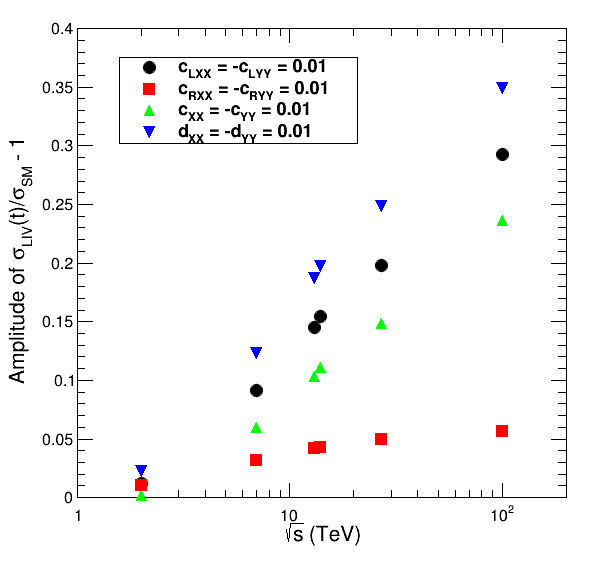 0.4
0.35
0.3
0.25
0.2
0.15
0.1
0.05
0
Amplitude of σ_LIV(t)/σ_SM - 1
c_LXX = -c_LYY = 0.01
c_RXX = -c_RYY = 0.01
c_XX = -c_YY = 0.01
d_XX = -d_YY = 0.01
1 10 10²
√s (TeV)